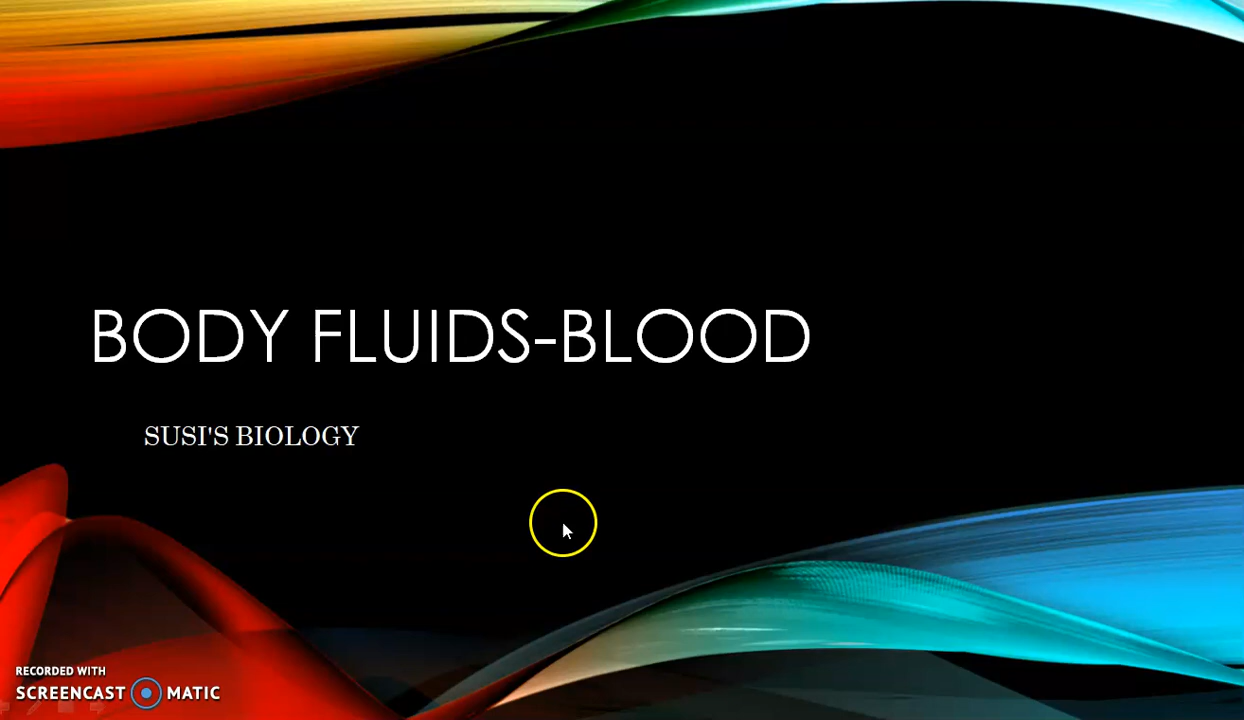 BODY FLUIDS-BLOOD
SUSI'S BIOLOGY
RECORDED WITH
SCREENCAST MATIC